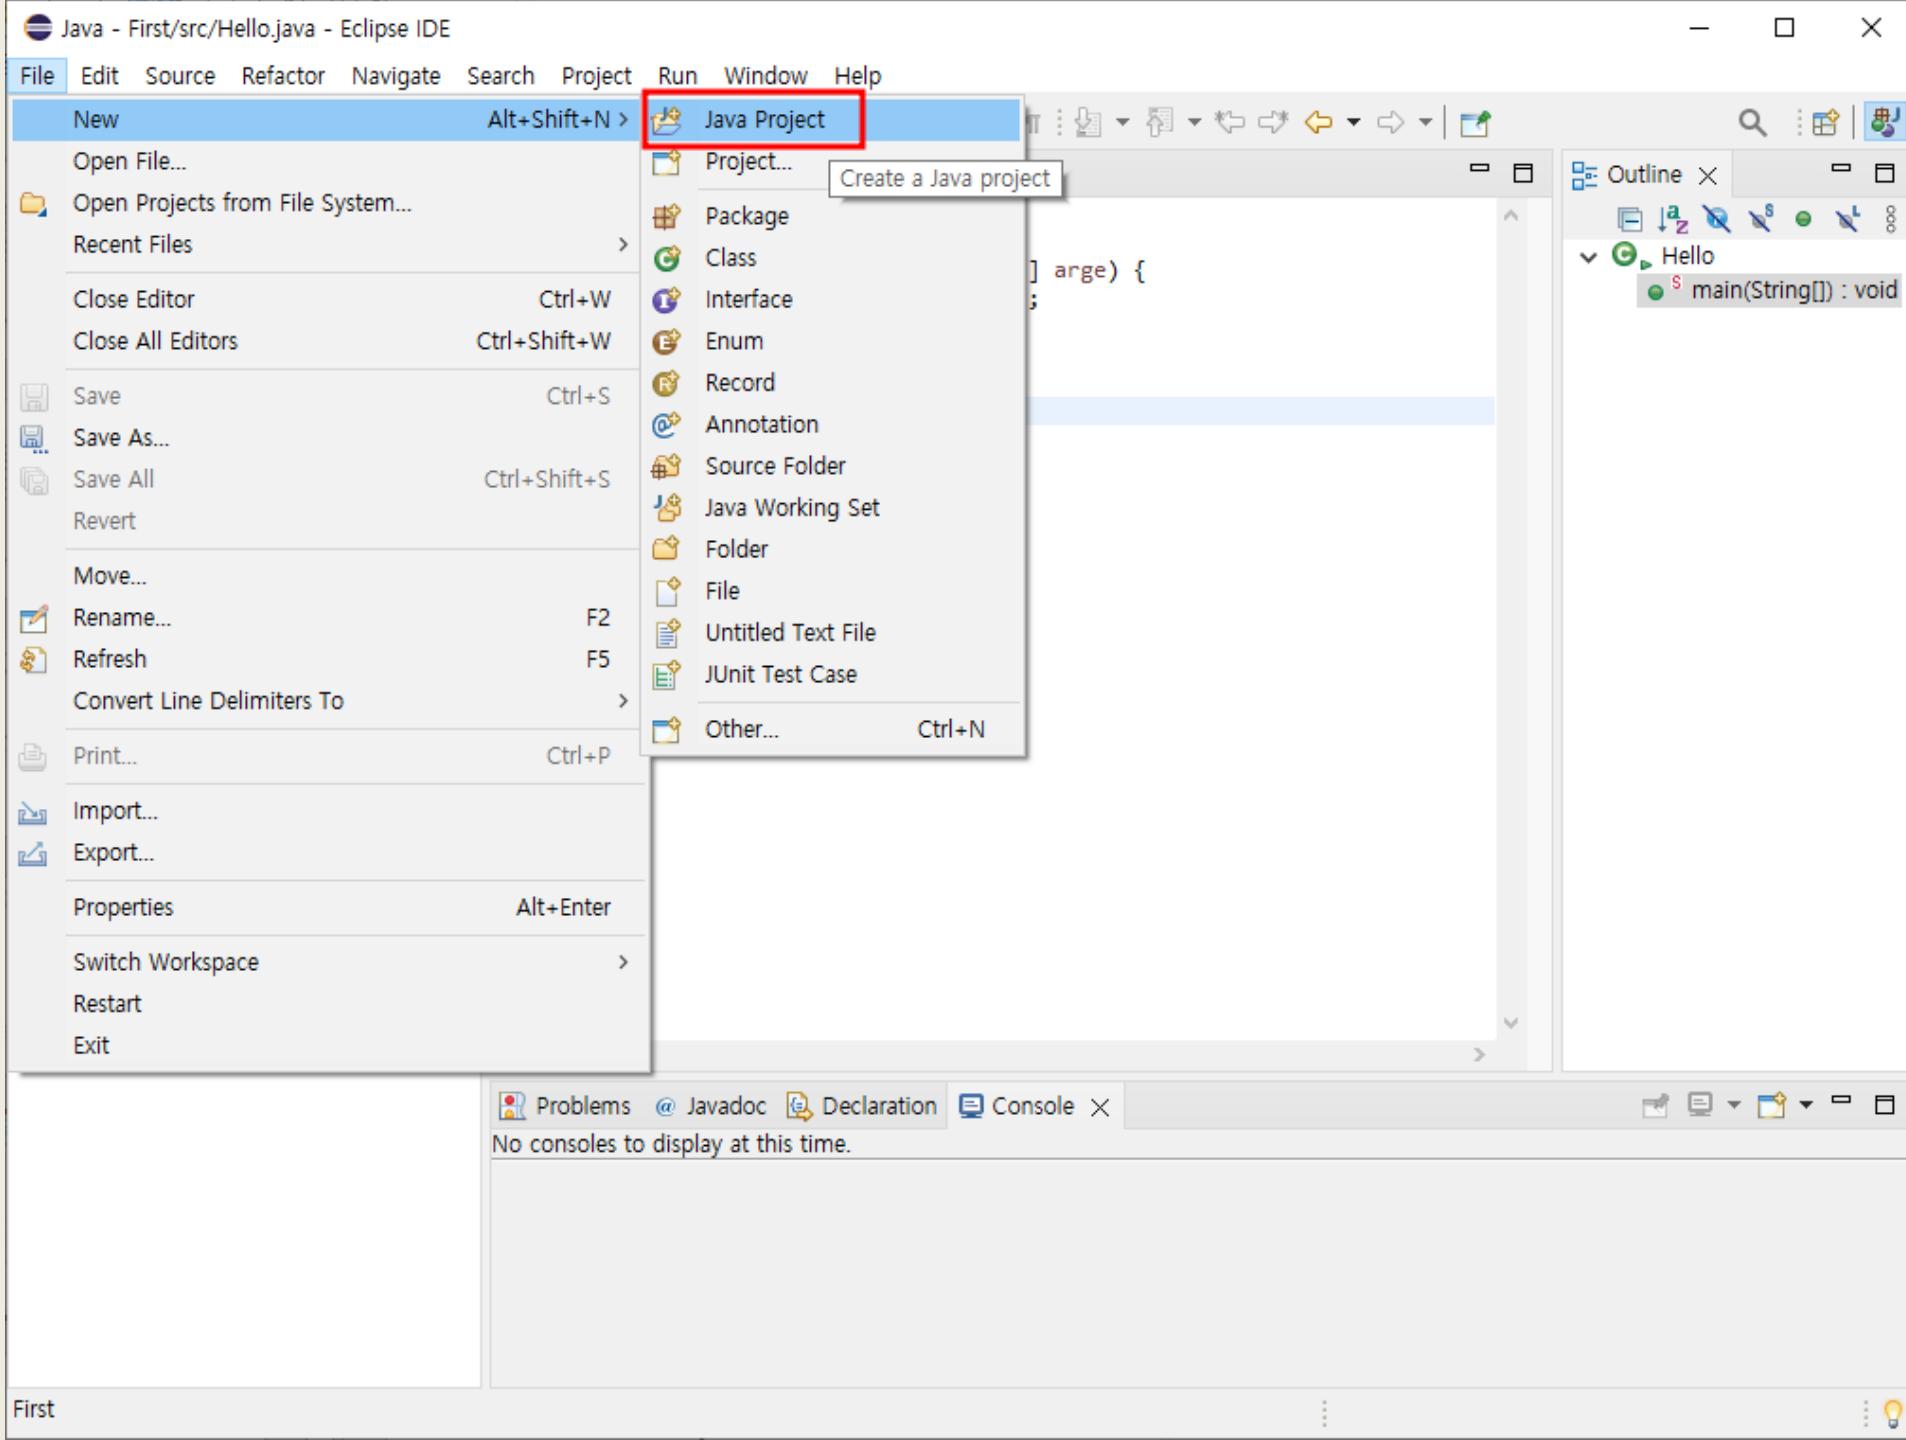 Java - First/src/Hello.java - Eclipse IDE
File Edit Source Refactor Navigate Search Project Run Window Help
New Alt+Shift+N >
Open File...
Open Projects from File System...
Recent Files >
Close Editor Ctrl+W
Close All Editors Ctrl+Shift+W
Save Ctrl+S
Save As...
Save All Ctrl+Shift+S
Revert
Move...
Rename... F2
Refresh F5
Convert Line Delimiters To >
Print... Ctrl+P
Import...
Export...
Properties Alt+Enter
Switch Workspace >
Restart
Exit
Java Project
Project...
Create a Java project
Package
Class
Interface
Enum
Record
Annotation
Source Folder
Java Working Set
Folder
File
Untitled Text File
JUnit Test Case
Other... Ctrl+N
] arge) {
;
Outline
Hello
main(String[]) : void
Problems @ Javadoc Declaration Console
No consoles to display at this time.
First